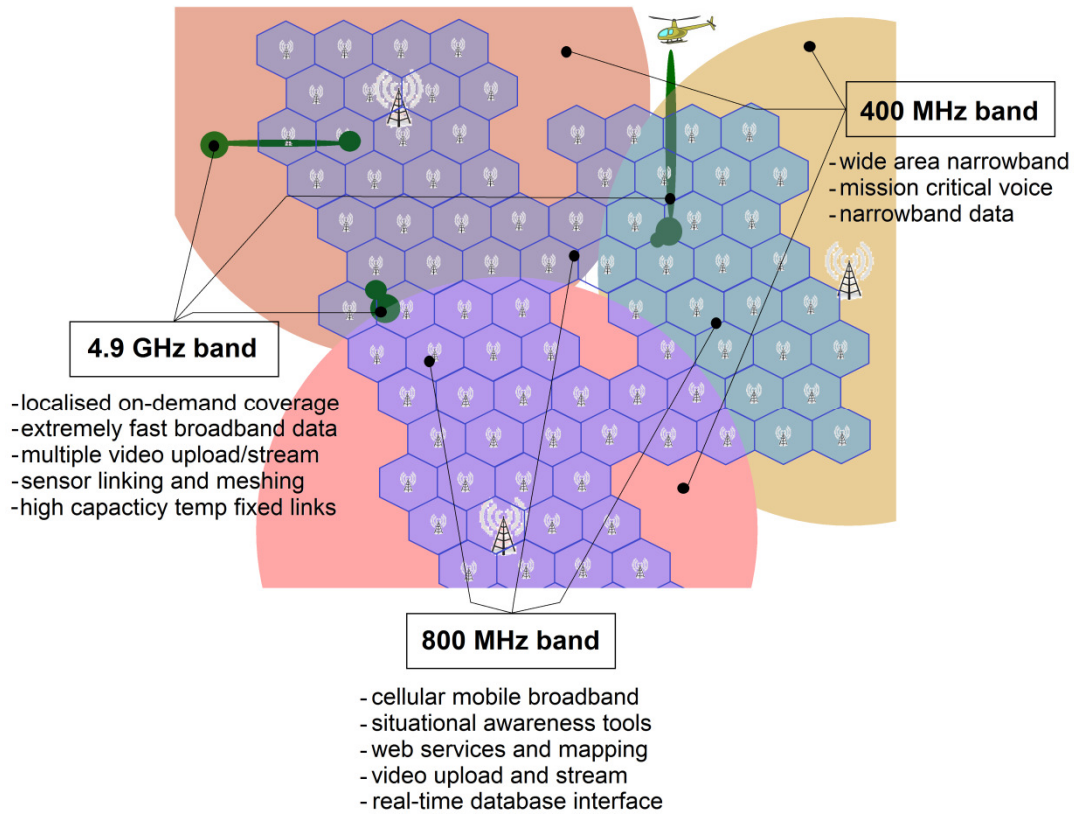 400 MHz band
-wide area narrowband
-mission critical voice
-narrowband data
4.9 GHz band
-localised on-demand coverage
-extremely fast broadband data
-multiple video upload/stream
-sensor linking and meshing
-high capacticy temp fixed links
800 MHz band
-cellular mobile broadband
-situational awareness tools
-web services and mapping
-video upload and stream
-real-time database interface